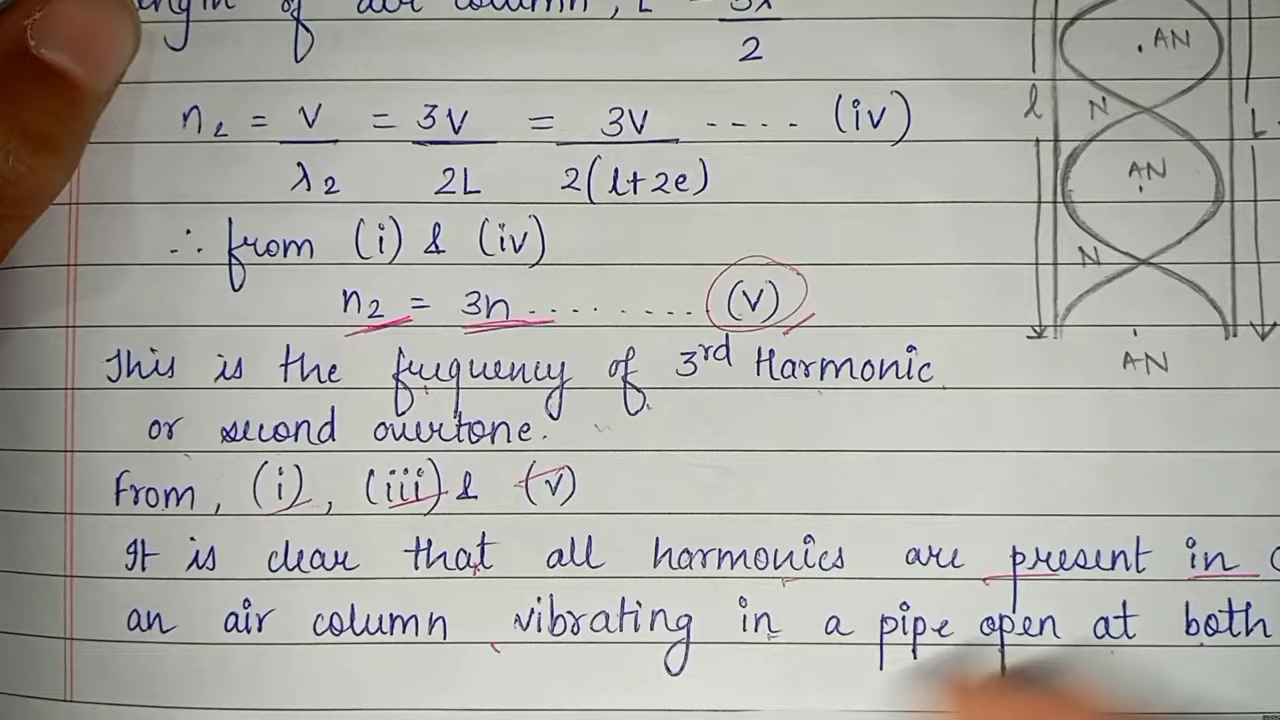 of air column, L 3λ
2
n₂ = V = 3V = 3V .... (iv)
λ₂ 2L 2(l+2e)
∴ from (i) & (iv)
n₂ = 3n ......... (v)
This is the frequency of 3rd Harmonic
or second overtone.
From, (i), (iii) & (v)
It is clear that all harmonics are present in
an air column vibrating in a pipe open at both
.AN
l N L
AN
N
AN